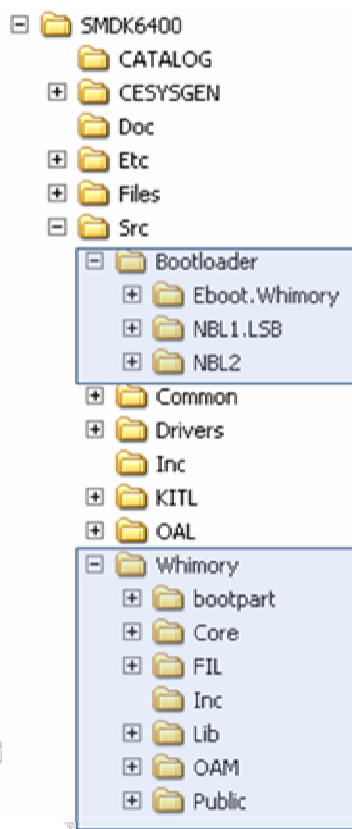 SMDK6400
CATALOG
CESYSGEN
Doc
Etc
Files
Src
Bootloader
Eboot.Whimory
NBL1.LSB
NBL2
Common
Drivers
Inc
KITL
OAL
Whimory
bootpart
Core
FIL
Inc
Lib
OAM
Public